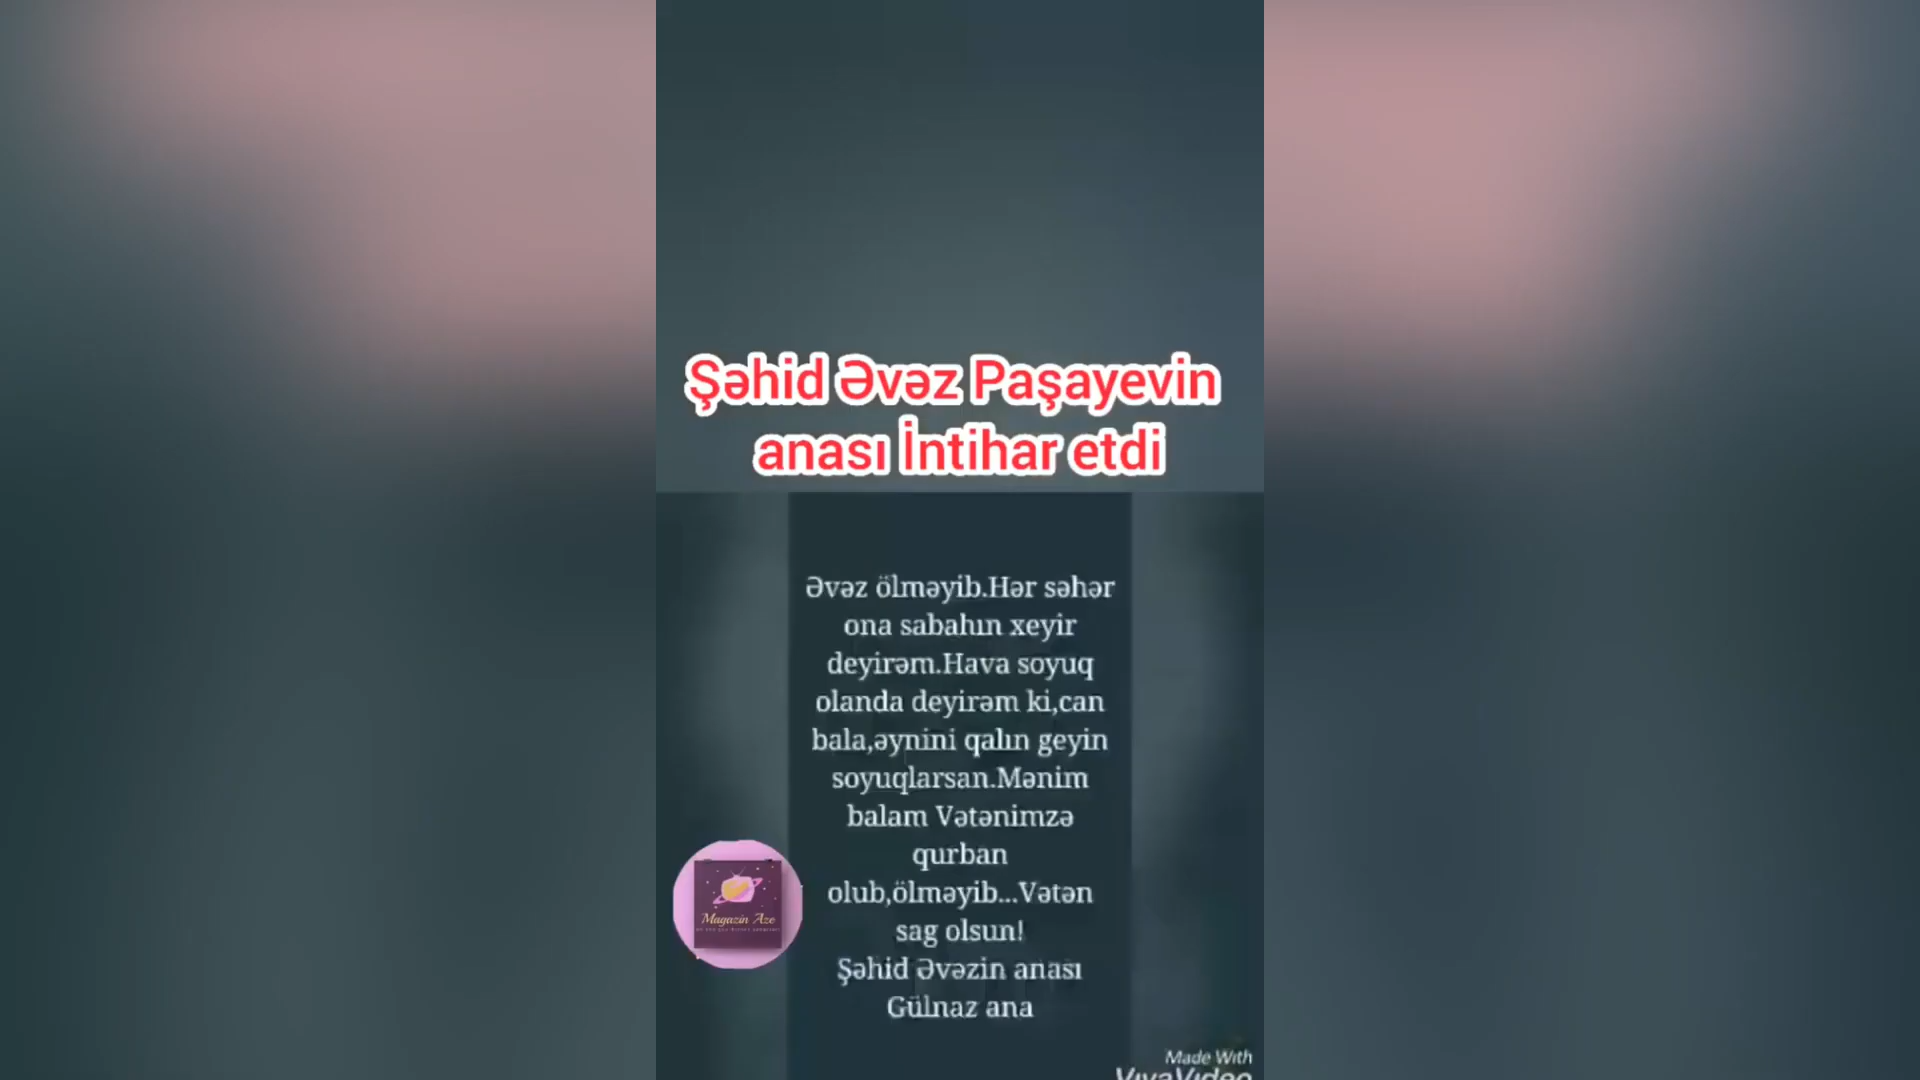 Şəhid Əvəz Paşayevin
anası İntihar etdi
Əvəz ölməyib.Hər səhər
ona sabahın xeyir
deyirəm.Hava soyuq
olanda deyirəm ki,can
bala,əynini qalın geyin
soyuqlarsan.Mənim
balam Vətənimzə
qurban
olub,ölməyib...Vətən
sag olsun!
Şəhid Əvəzin anası
Gülnaz ana
Magazin Aze
Made With
VivaVideo